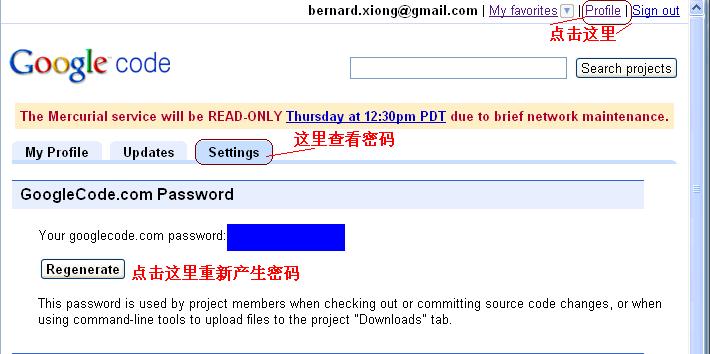 bernard.xiong@gmail.com | My favorites | Profile | Sign out
点击这里
Google code
Search projects
The Mercurial service will be READ-ONLY Thursday at 12:30pm PDT due to brief network maintenance.
这里查看密码
My Profile Updates Settings
GoogleCode.com Password
Your googlecode.com password:
Regenerate 点击这里重新产生密码
This password is used by project members when checking out or committing source code changes, or when
using command-line tools to upload files to the project "Downloads" tab.